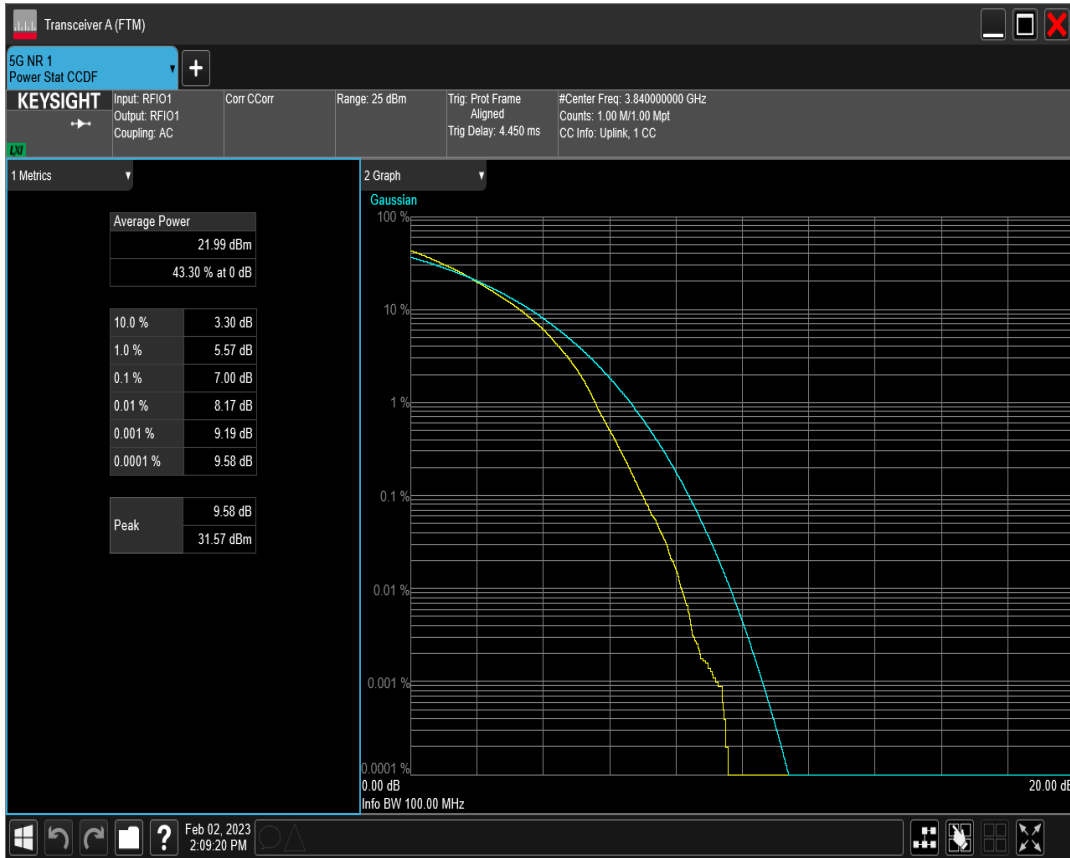 Transceiver A (FTM)
5G NR 1
Power Stat CCDF
+
KEYSIGHT
LXI
Input: RFIO1
Output: RFIO1
Coupling: AC
Corr CCorr
Range: 25 dBm
Trig: Prot Frame
Aligned
Trig Delay: 4.450 ms
#Center Freq: 3.840000000 GHz
Counts: 1.00 M/1.00 Mpt
CC Info: Uplink, 1 CC
1 Metrics
Average Power
21.99 dBm
43.30 % at 0 dB
10.0 % 3.30 dB
1.0 % 5.57 dB
0.1 % 7.00 dB
0.01 % 8.17 dB
0.001 % 9.19 dB
0.0001 % 9.58 dB
Peak
9.58 dB
31.57 dBm
2 Graph
Gaussian
100 %
10 %
1 %
0.1 %
0.01 %
0.001 %
0.0001 %
0.00 dB 20.00 dB
Info BW 100.00 MHz
?
Feb 02, 2023
2:09:20 PM